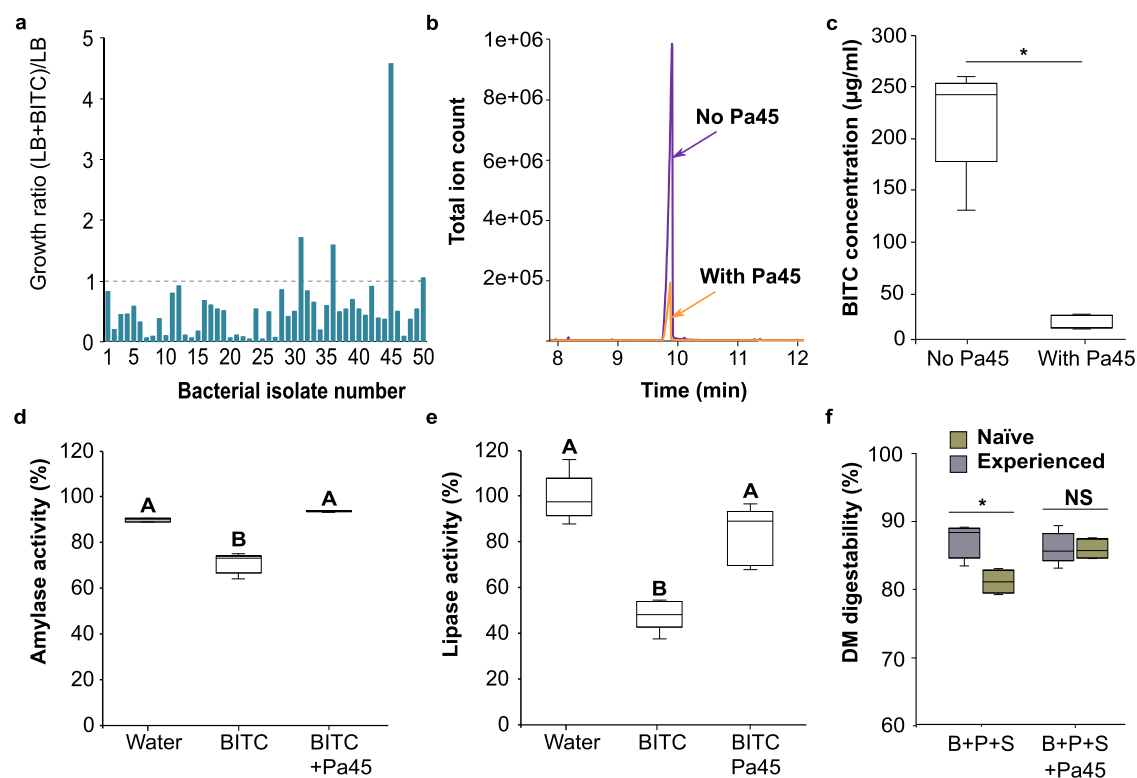 a
Growth ratio (LB+BITC)/LB
5
4
3
2
1
0
1
5
10
15
20
25
30
35
40
45
50
Bacterial isolate number
b
Total ion count
1e+06
8e+06
6e+06
4e+05
2e+05
No Pa45
With Pa45
8
9
10
11
12
Time (min)
c
BITC concentration (µg/ml)
300
250
200
150
100
50
0
*
No Pa45
With Pa45
d
Amylase activity (%)
120
100
80
60
40
20
0
A
B
A
Water
BITC
BITC
+Pa45
e
Lipase activity (%)
120
100
80
60
40
20
0
A
B
A
Water
BITC
BITC
Pa45
f
Naïve
Experienced
DM digestability (%)
100
90
80
70
60
*
NS
B+P+S
B+P+S
+Pa45